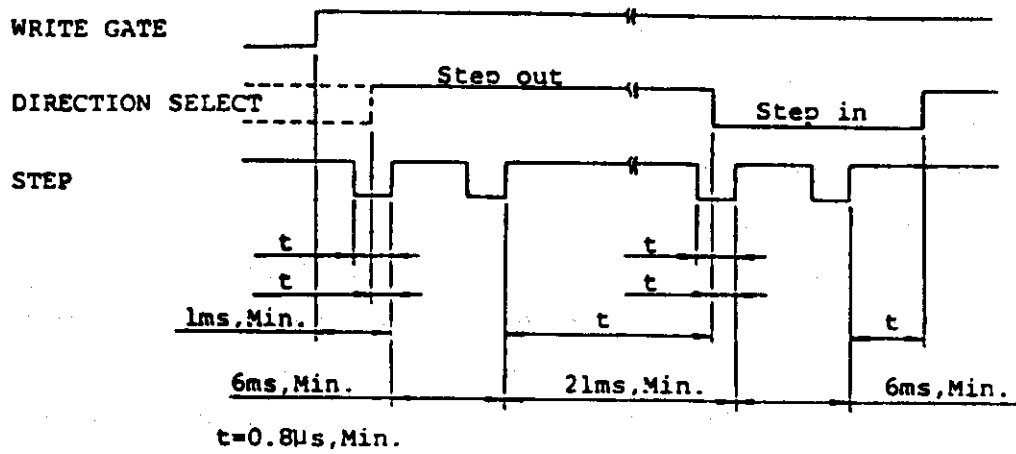 WRITE GATE
Step out
DIRECTION SELECT
Step in
STEP
t
t
t
t
1ms,Min.
t
t
6ms,Min.
21ms,Min.
6ms,Min.
t=0.8µs,Min.